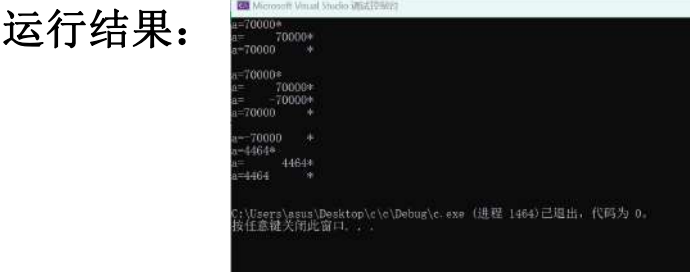 运行结果：
Microsoft Visual Studio 调试控制台
a=70000*
a=     70000*
a=70000     *
a=70000*
a=     70000*
a=    -70000*
a=70000     *
a=-70000    *
a=4464*
a=      4464*
a=4464      *
C:\Users\asus\Desktop\c\c\Debug\c.exe (进程 1464)已退出，代码为 0。
按任意键关闭此窗口. . .